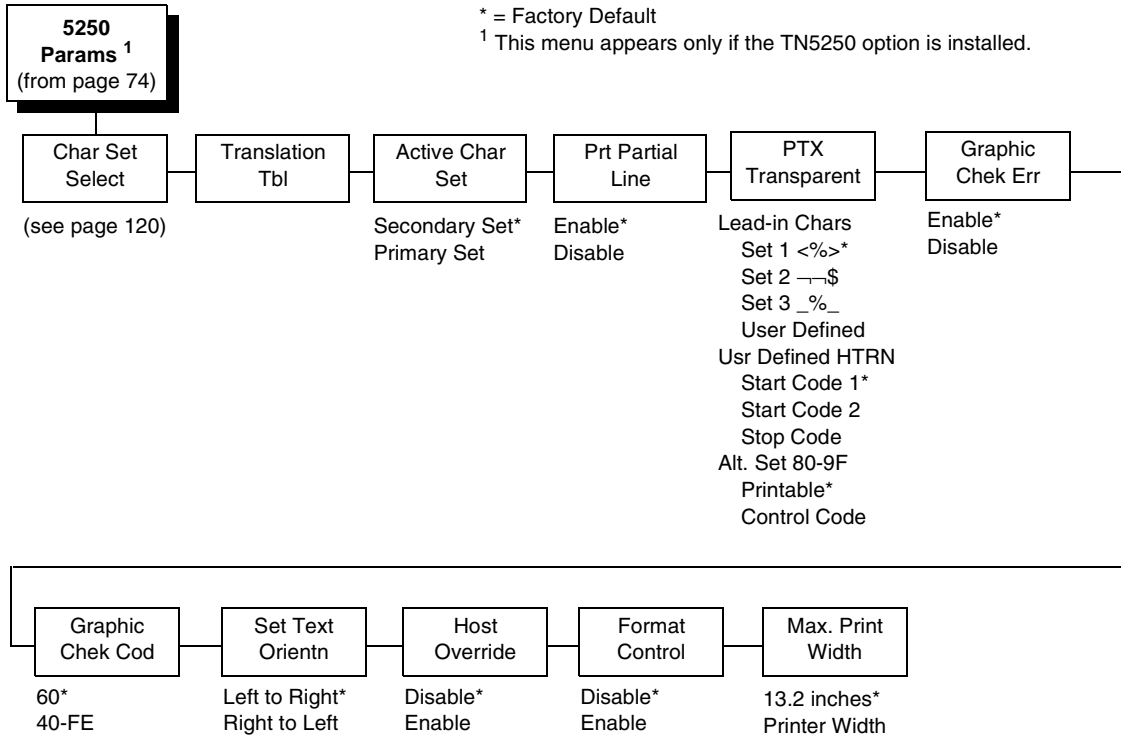 5250
Params 1
(from page 74)
* = Factory Default
1 This menu appears only if the TN5250 option is installed.
Char Set
Select
(see page 120)
Translation
Tbl
Active Char
Set
Secondary Set*
Primary Set
Prt Partial
Line
Enable*
Disable
PTX
Transparent
Lead-in Chars
Set 1 <%>*
Set 2 ¬¬$
Set 3 _%_
User Defined
Usr Defined HTRN
Start Code 1*
Start Code 2
Stop Code
Alt. Set 80-9F
Printable*
Control Code
Graphic
Chek Err
Enable*
Disable
Graphic
Chek Cod
60*
40-FE
Set Text
Orientn
Left to Right*
Right to Left
Host
Override
Disable*
Enable
Format
Control
Disable*
Enable
Max. Print
Width
13.2 inches*
Printer Width